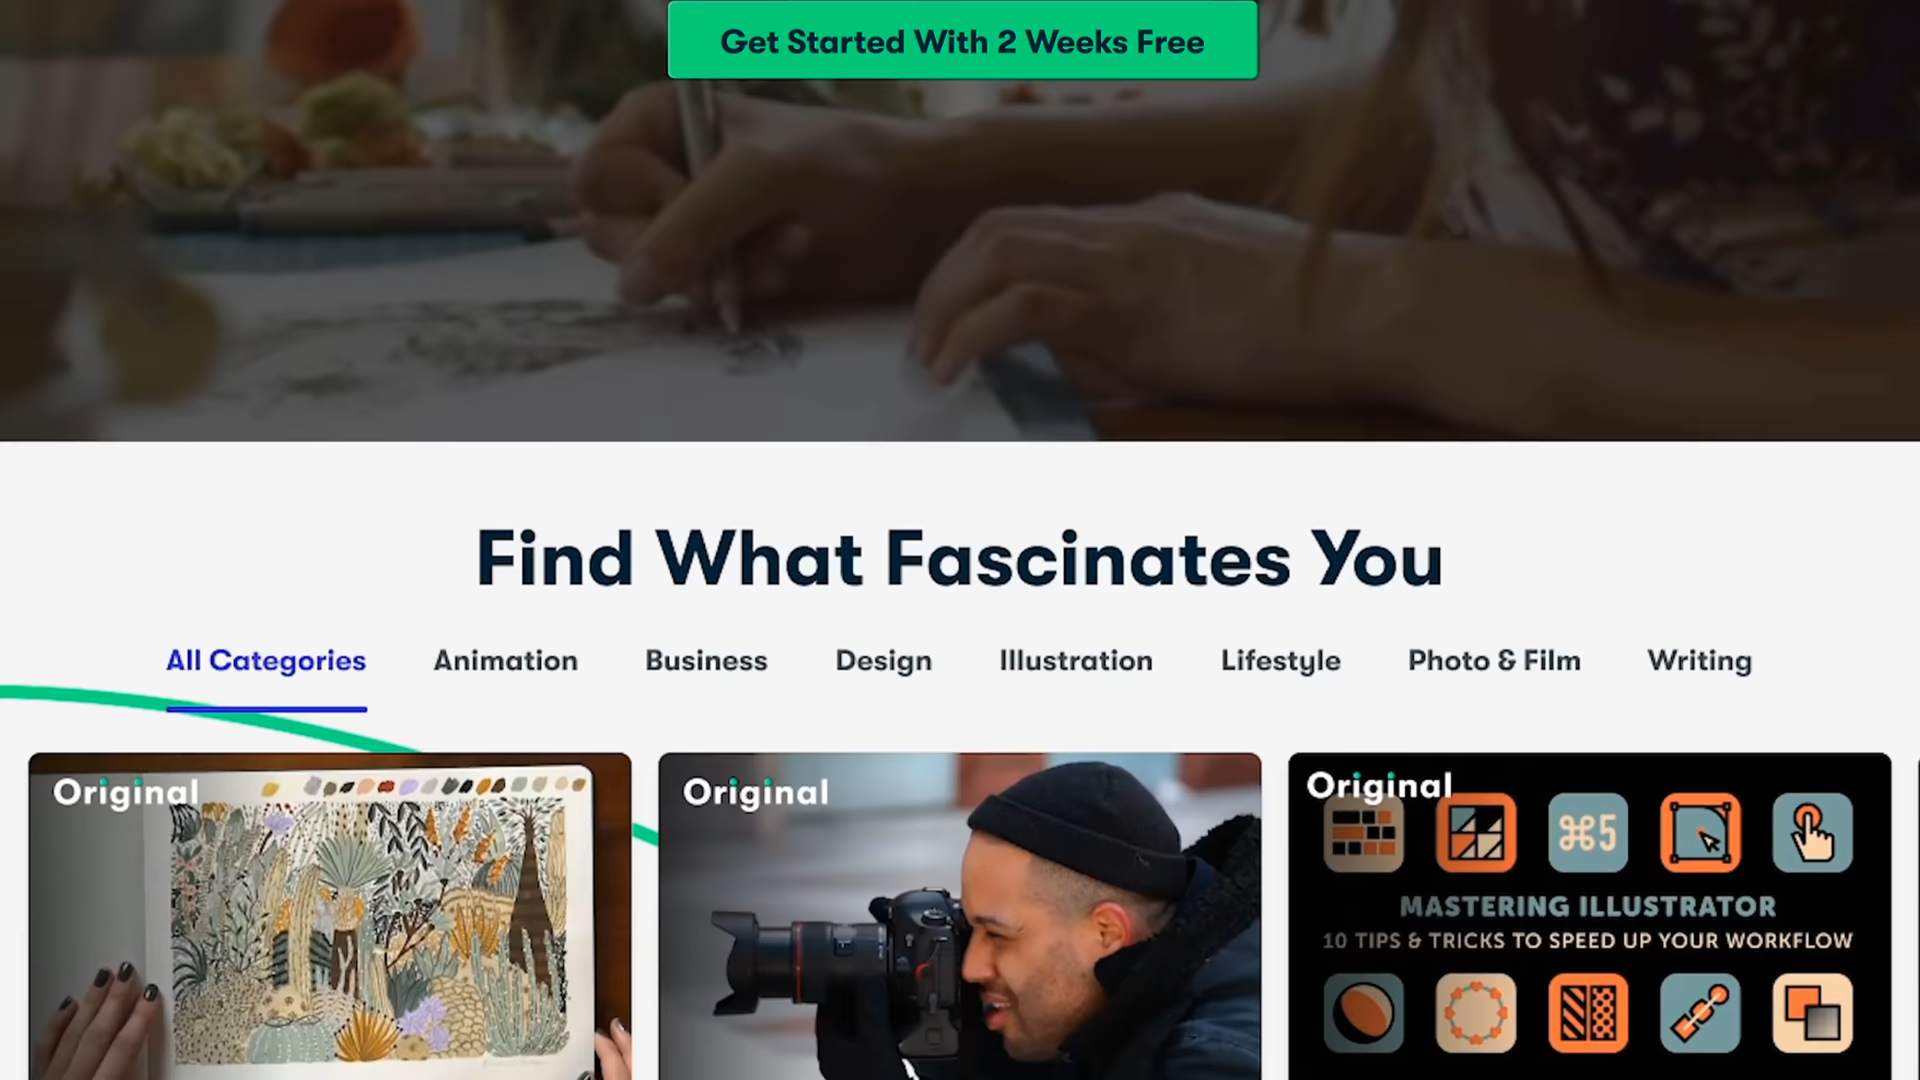 Get Started With 2 Weeks Free
Find What Fascinates You
All Categories
Animation
Business
Design
Illustration
Lifestyle
Photo & Film
Writing
Original
Original
Original
⌘5
MASTERING ILLUSTRATOR
10 TIPS & TRICKS TO SPEED UP YOUR WORKFLOW